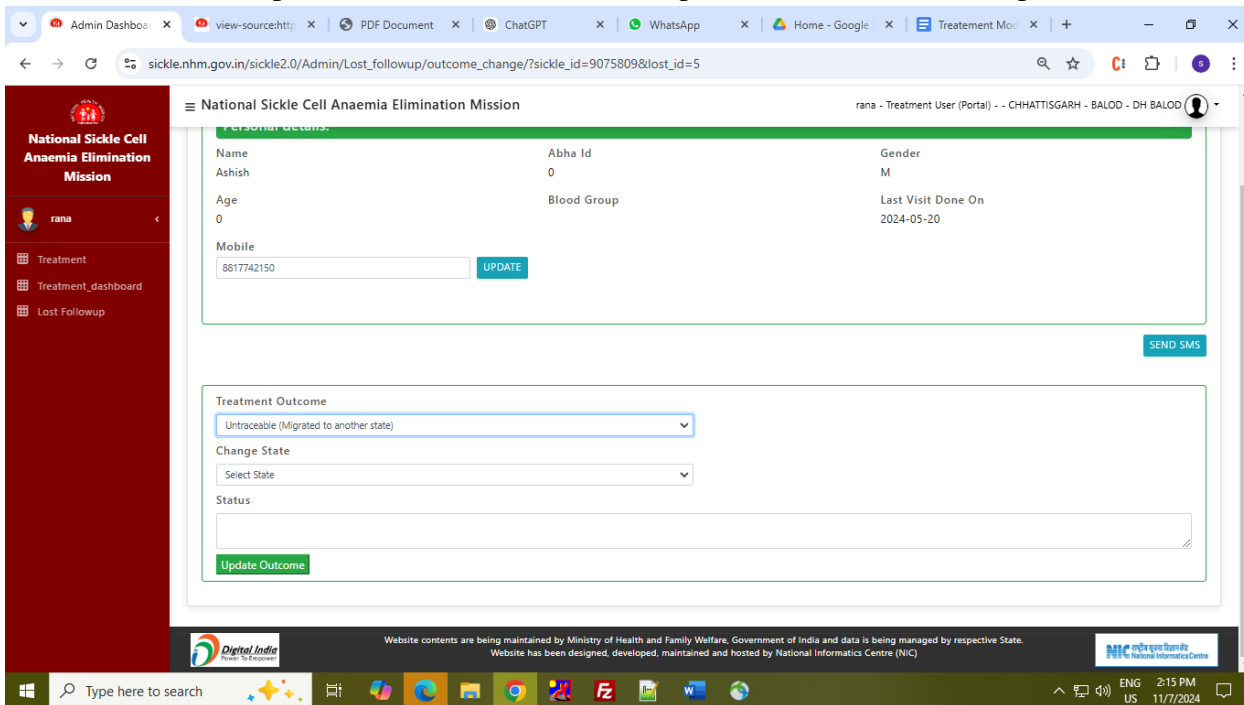 Admin Dashboar
view-source:http
PDF Document
ChatGPT
WhatsApp
Home - Google
Treatement Mod
sickle.nhm.gov.in/sickle2.0/Admin/Lost_followup/outcome_change/?sickle_id=9075809&lost_id=5
National Sickle Cell Anaemia Elimination Mission
rana
Treatment
Treatment_dashboard
Lost Followup
National Sickle Cell Anaemia Elimination Mission
rana - Treatment User (Portal) - - CHHATTISGARH - BALOD - DH BALOD
Personal details:
Name
Abha Id
Gender
Ashish
0
M
Age
Blood Group
Last Visit Done On
0
2024-05-20
Mobile
8817742150
UPDATE
SEND SMS
Treatment Outcome
Untraceable (Migrated to another state)
Change State
Select State
Status
Update Outcome
Digital India
Power To Empower
Website contents are being maintained by Ministry of Health and Family Welfare, Government of India and data is being managed by respective State.
Website has been designed, developed, maintained and hosted by National Informatics Centre (NIC)
NIC
राष्ट्रीय सूचना विज्ञान केंद्र
National Informatics Centre
Type here to search
ENG
US
2:15 PM
11/7/2024